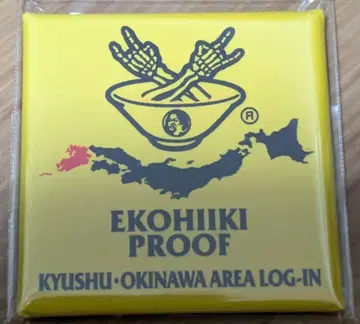 ®
EKOHIIKI
PROOF
KYUSHU・OKINAWA AREA LOG-IN